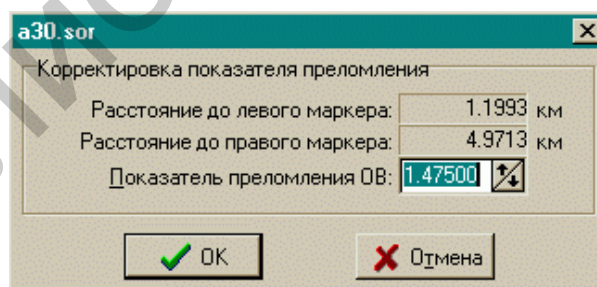 a30.sor
Корректировка показателя преломления
Расстояние до левого маркера: 1.1993 км
Расстояние до правого маркера: 4.9713 км
Показатель преломления ОВ: 1.47500
OK
Отмена